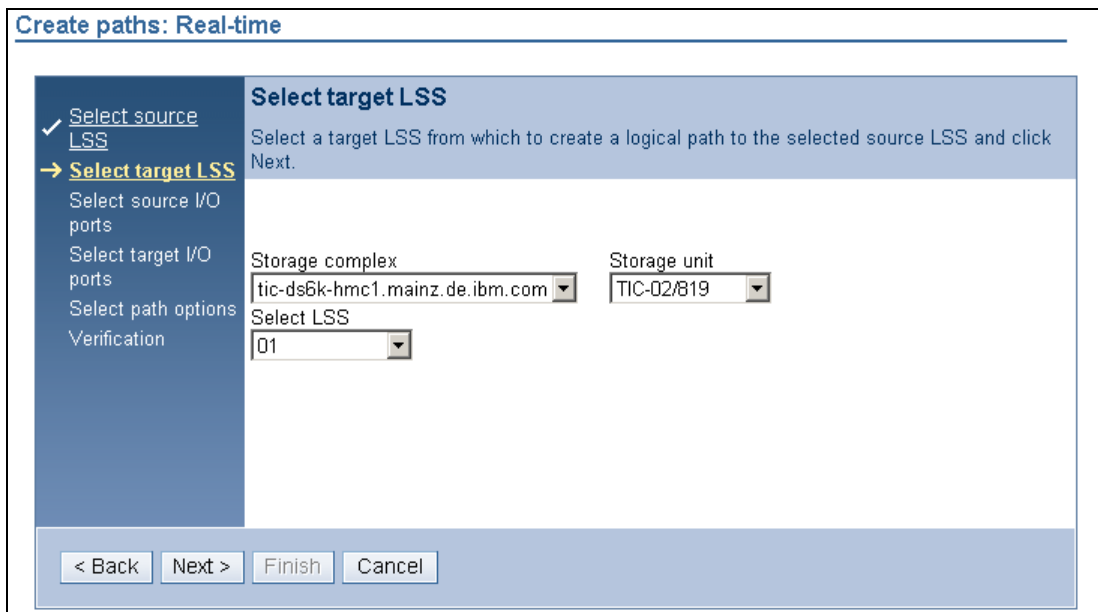 Create paths: Real-time
Select source
LSS
Select target LSS
Select source I/O
ports
Select target I/O
ports
Select path options
Verification
Select target LSS
Select a target LSS from which to create a logical path to the selected source LSS and click
Next.
Storage complex
Storage unit
tic-ds6k-hmc1.mainz.de.ibm.com
TIC-02/819
Select LSS
01
< Back
Next >
Finish
Cancel